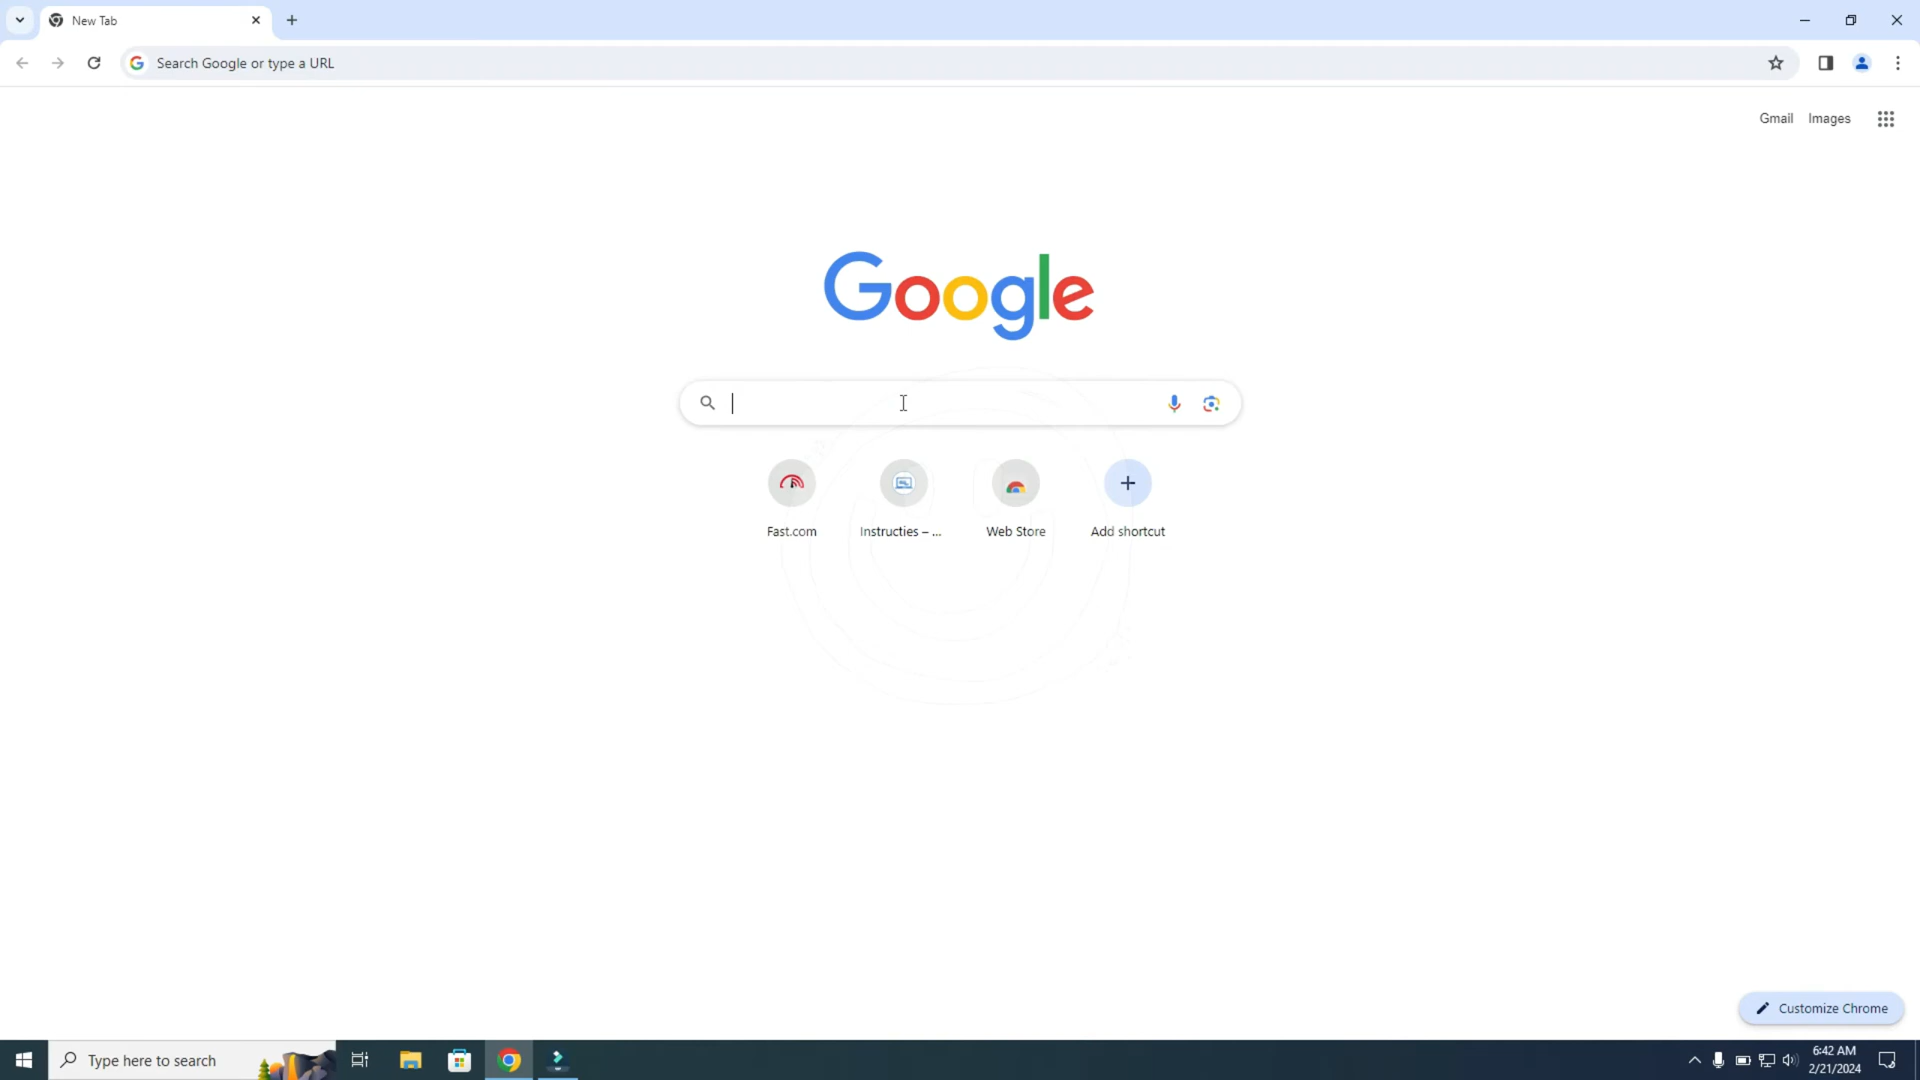 New Tab
Search Google or type a URL
Gmail Images
Google
Fast.com Instructies – ... Web Store Add shortcut
Customize Chrome
Type here to search
6:42 AM
2/21/2024